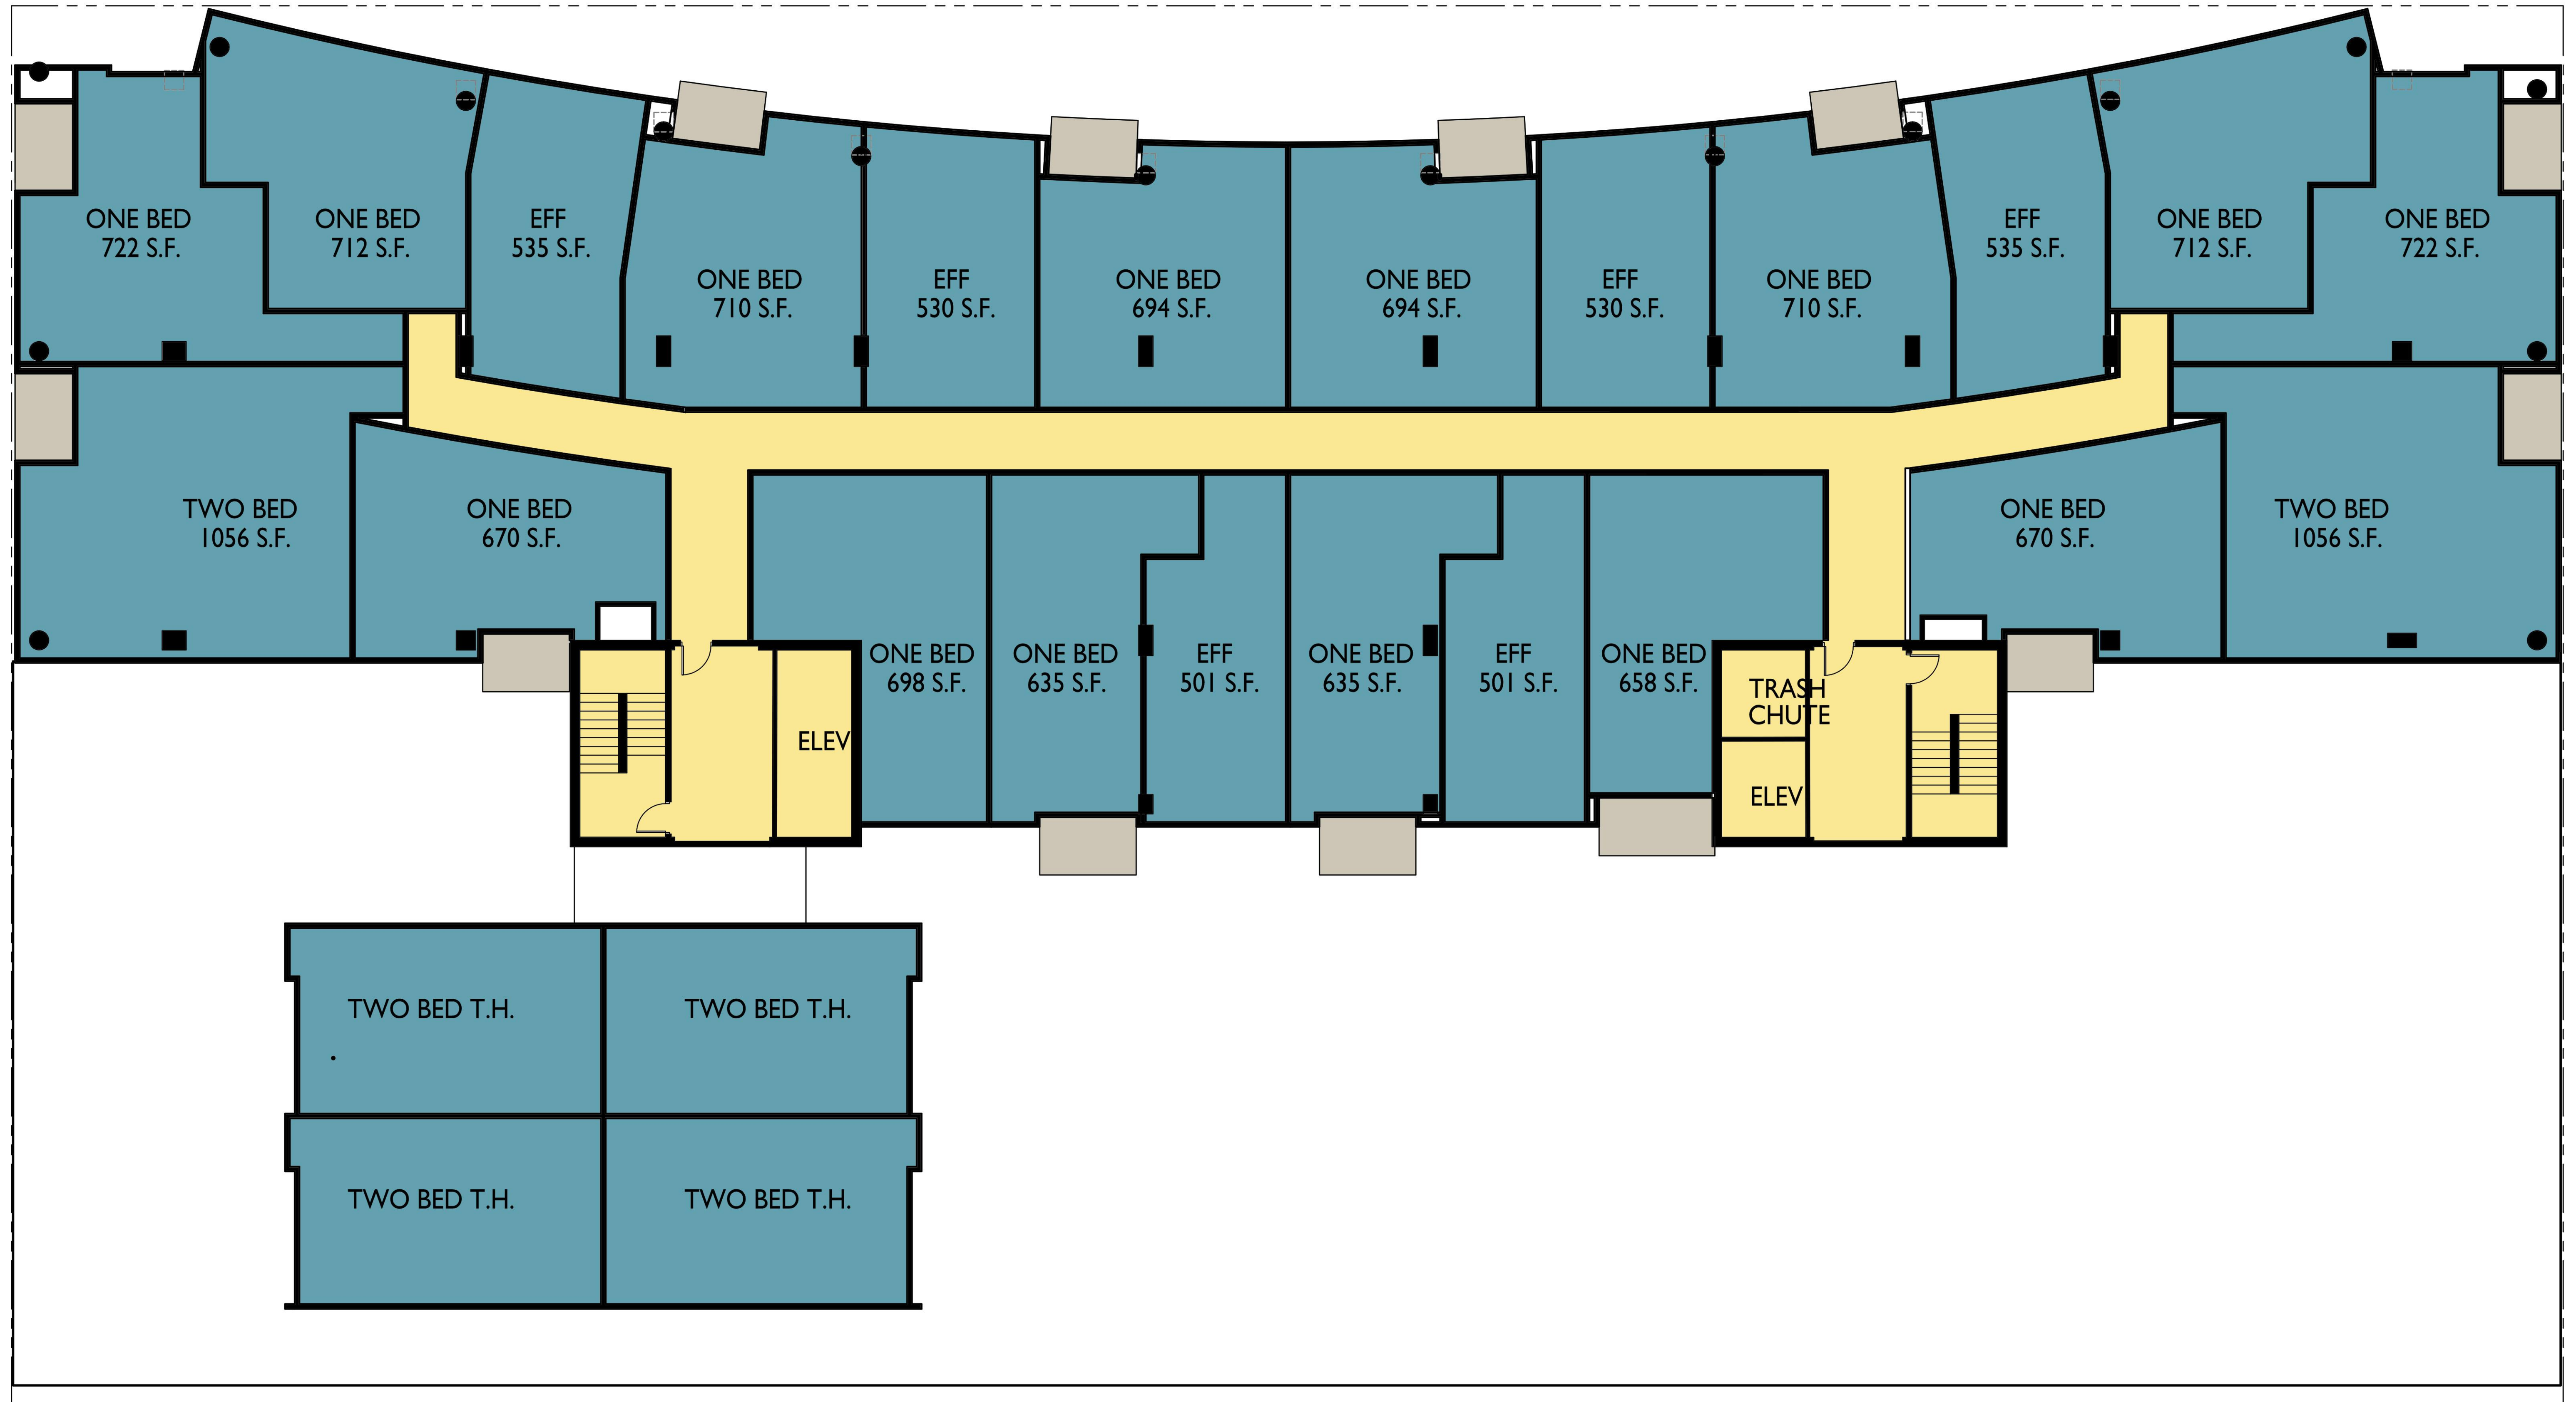 ONE BED
722 S.F.
ONE BED
712 S.F.
EFF
535 S.F.
ONE BED
710 S.F.
EFF
530 S.F.
ONE BED
694 S.F.
ONE BED
694 S.F.
EFF
530 S.F.
ONE BED
710 S.F.
EFF
535 S.F.
ONE BED
712 S.F.
ONE BED
722 S.F.
TWO BED
1056 S.F.
ONE BED
670 S.F.
ONE BED
670 S.F.
TWO BED
1056 S.F.
ELEV
ONE BED
698 S.F.
ONE BED
635 S.F.
EFF
501 S.F.
ONE BED
635 S.F.
EFF
501 S.F.
ONE BED
658 S.F.
TRASH
CHUTE
ELEV
TWO BED T.H.
TWO BED T.H.
TWO BED T.H.
TWO BED T.H.